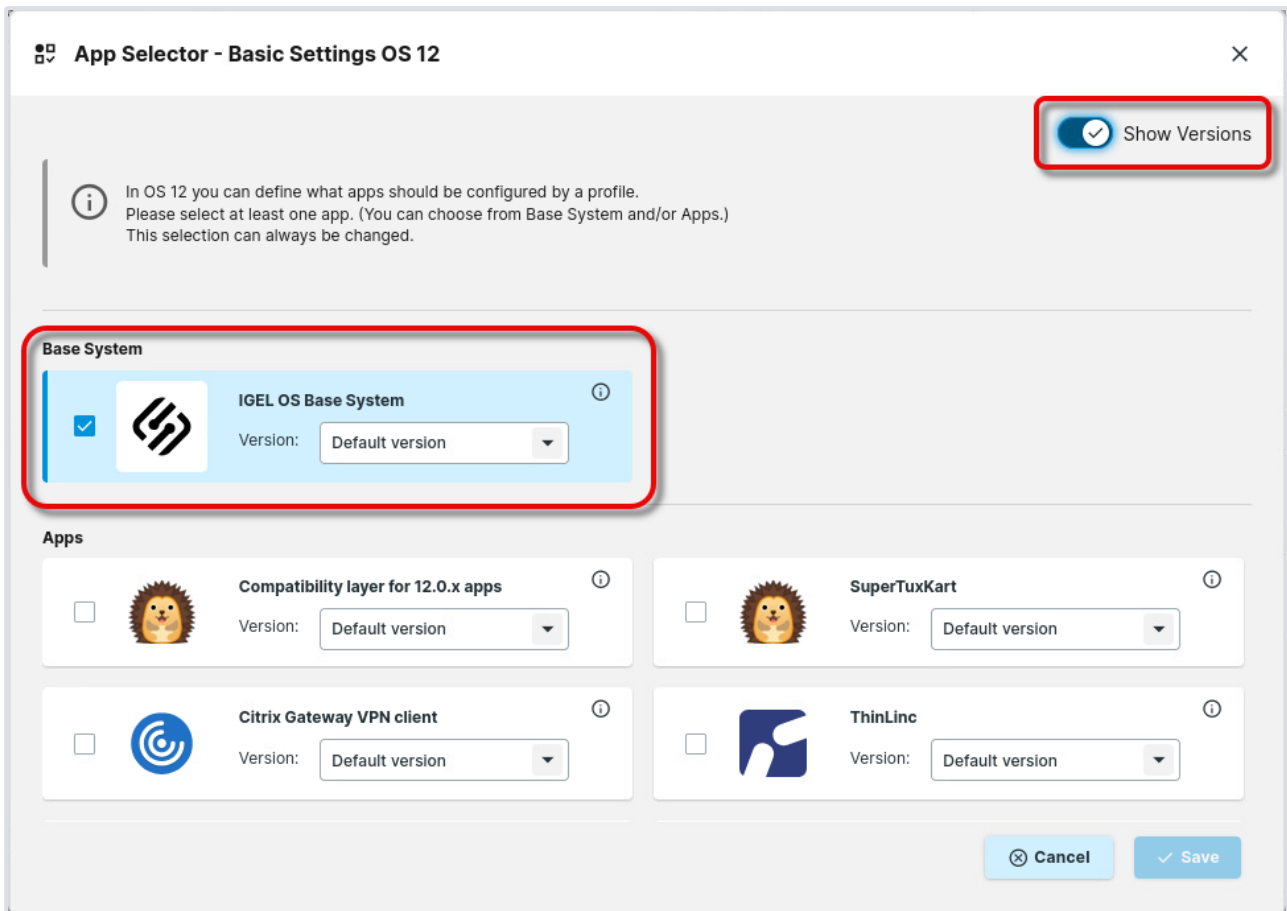 App Selector - Basic Settings OS 12
Show Versions
In OS 12 you can define what apps should be configured by a profile.
Please select at least one app. (You can choose from Base System and/or Apps.)
This selection can always be changed.
Base System
IGEL OS Base System
Version: Default version
Apps
Compatibility layer for 12.0.x apps
Version: Default version
SuperTuxKart
Version: Default version
Citrix Gateway VPN client
Version: Default version
ThinLinc
Version: Default version
Cancel
Save